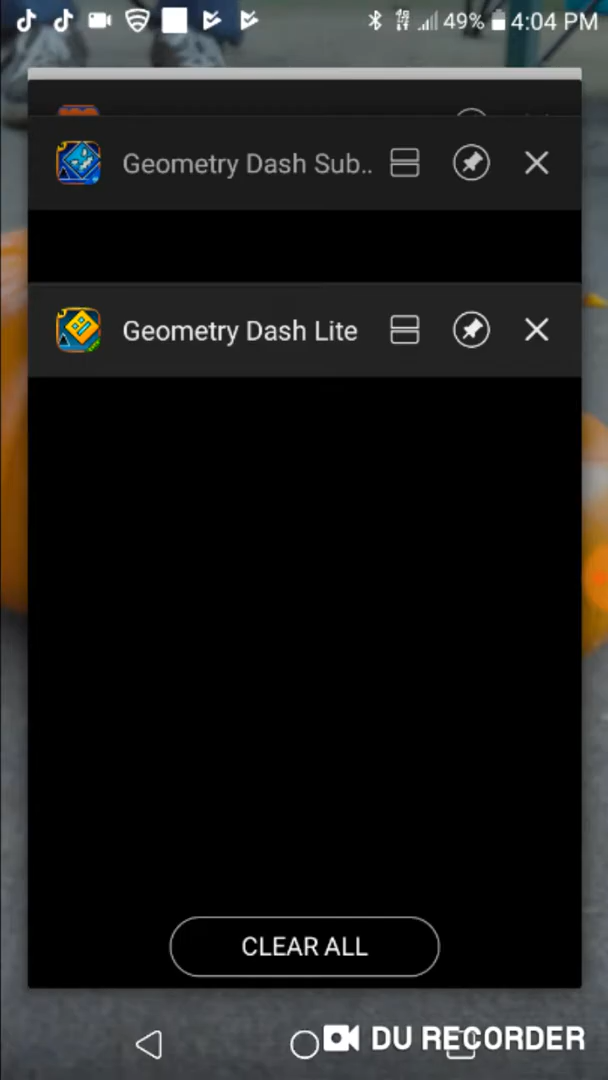 49% 4:04 PM
Geometry Dash Sub..
Geometry Dash Lite
CLEAR ALL
DU RECORDER